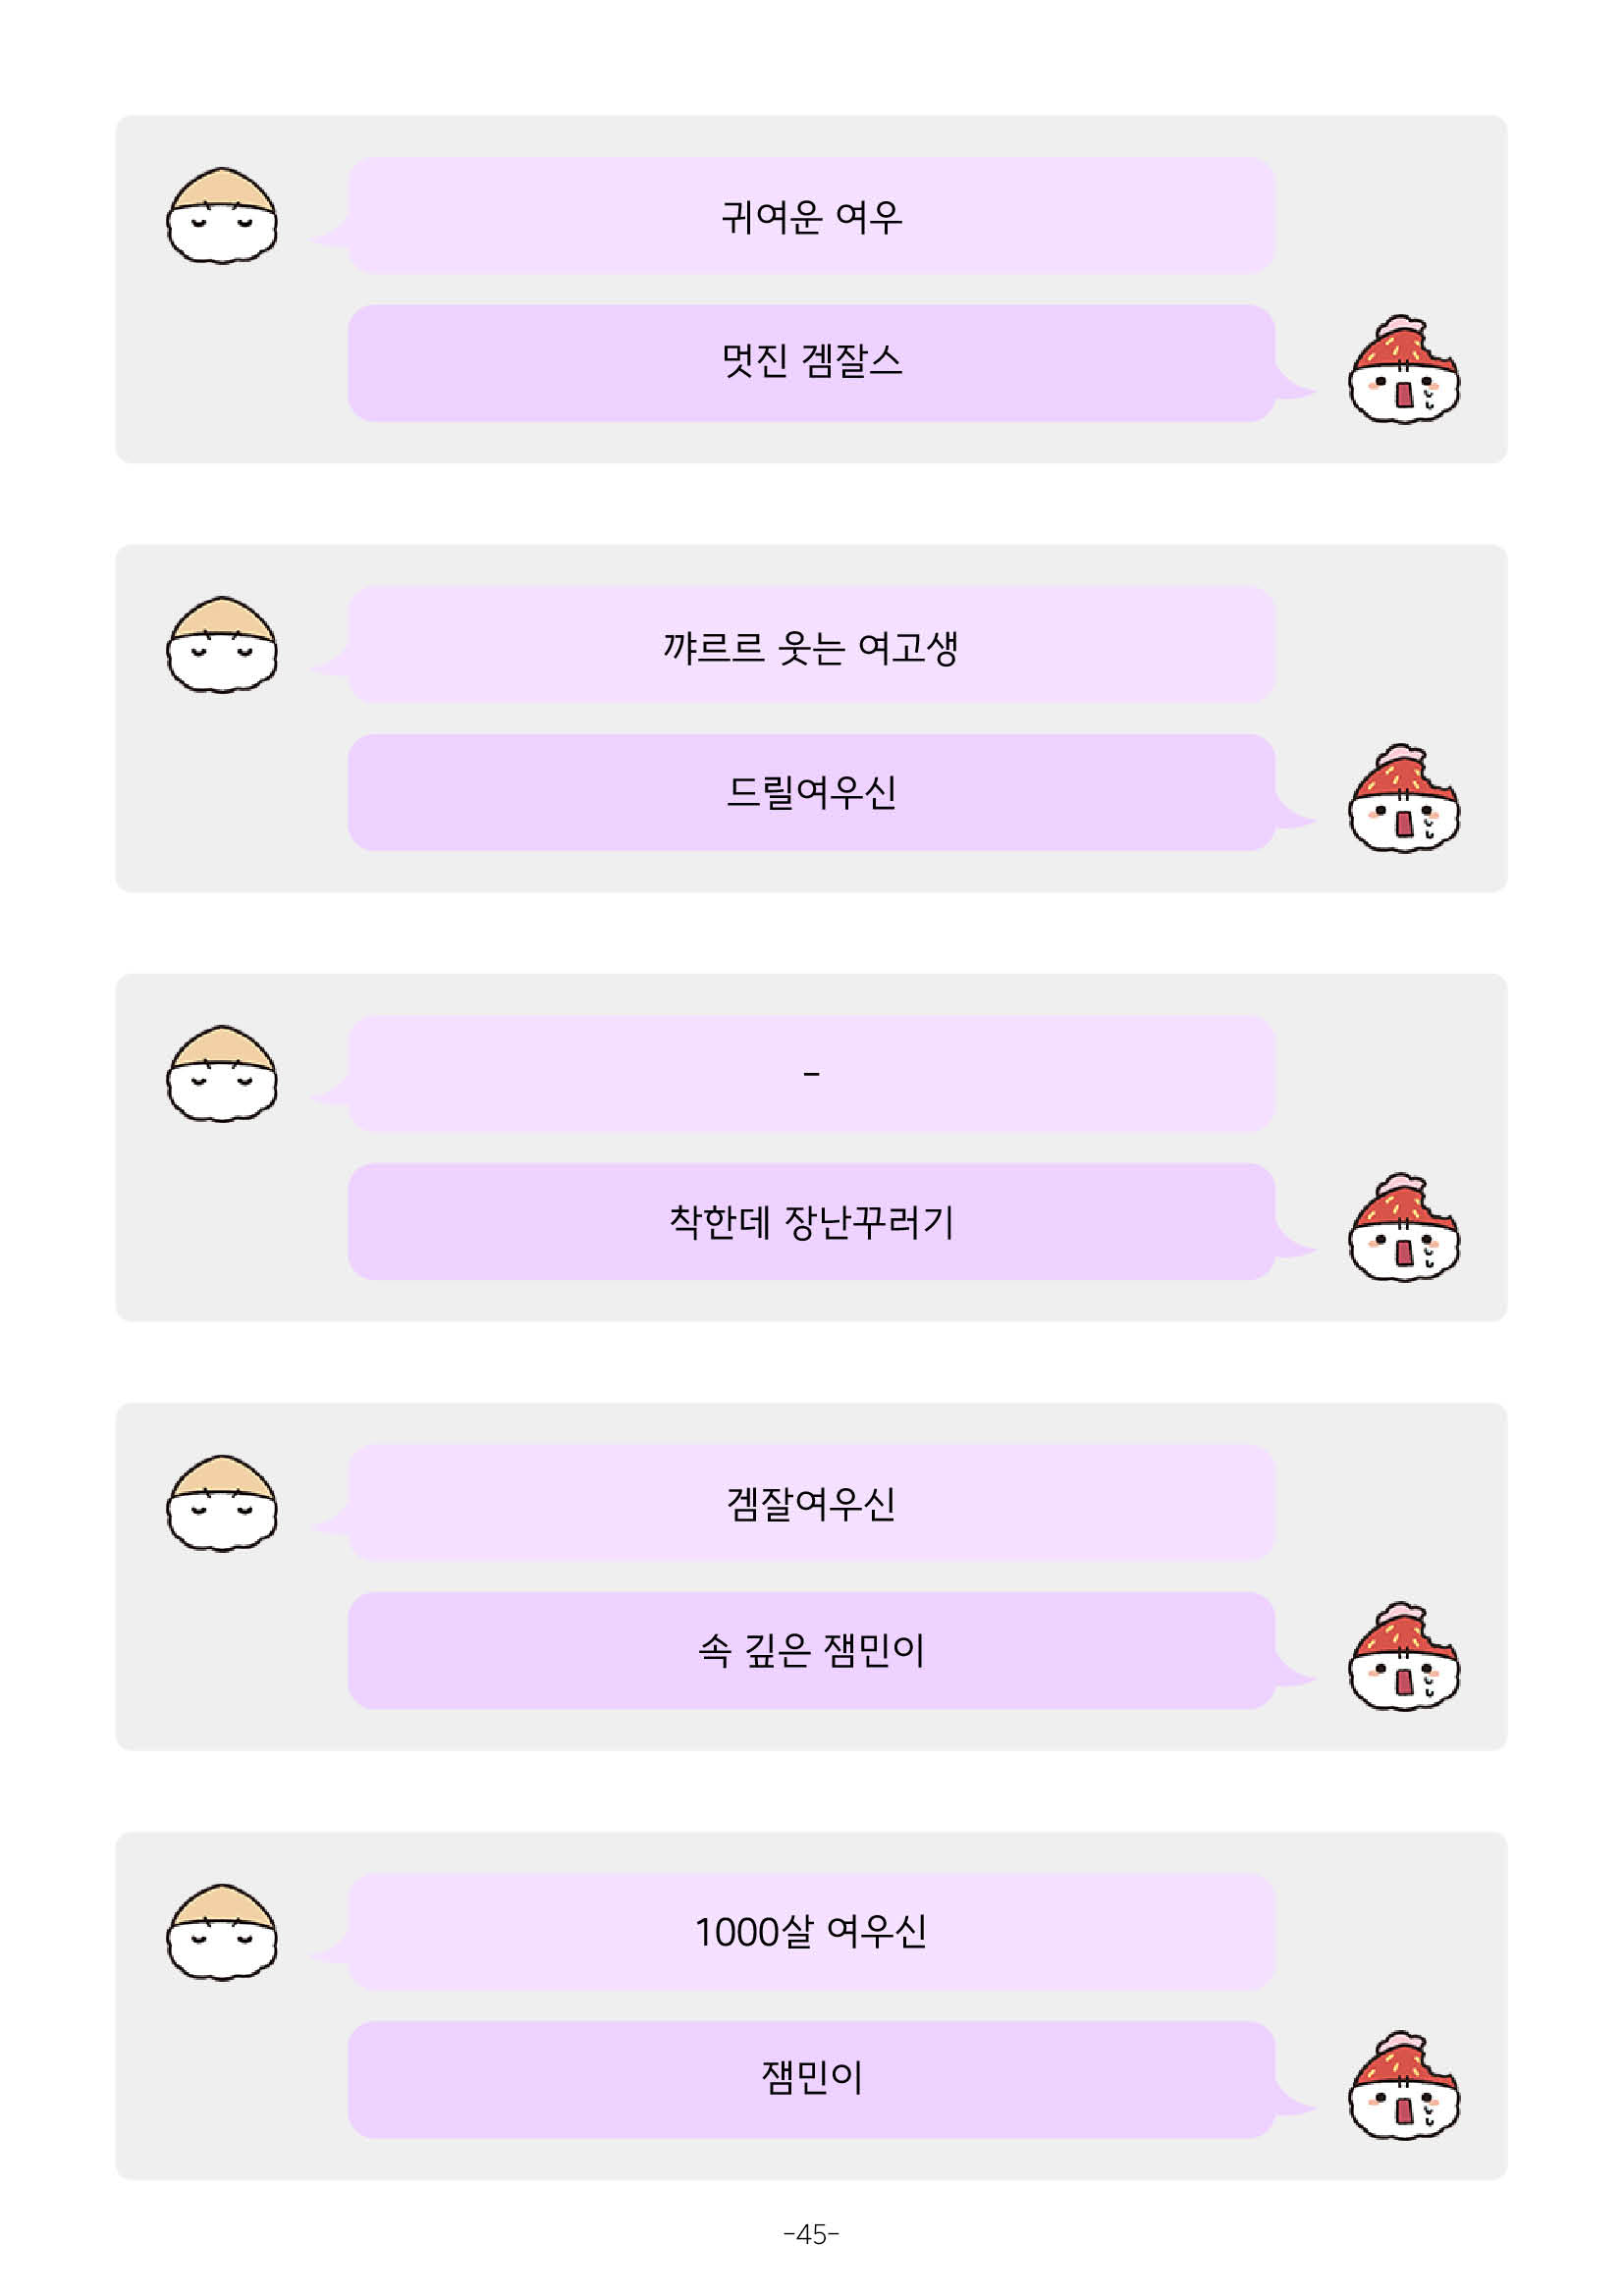 귀여운 여우
멋진 겜잘스
꺄르르 웃는 여고생
드릴여우신
-
착한데 장난꾸러기
겜잘여우신
속 깊은 잼민이
1000살 여우신
잼민이
-45-